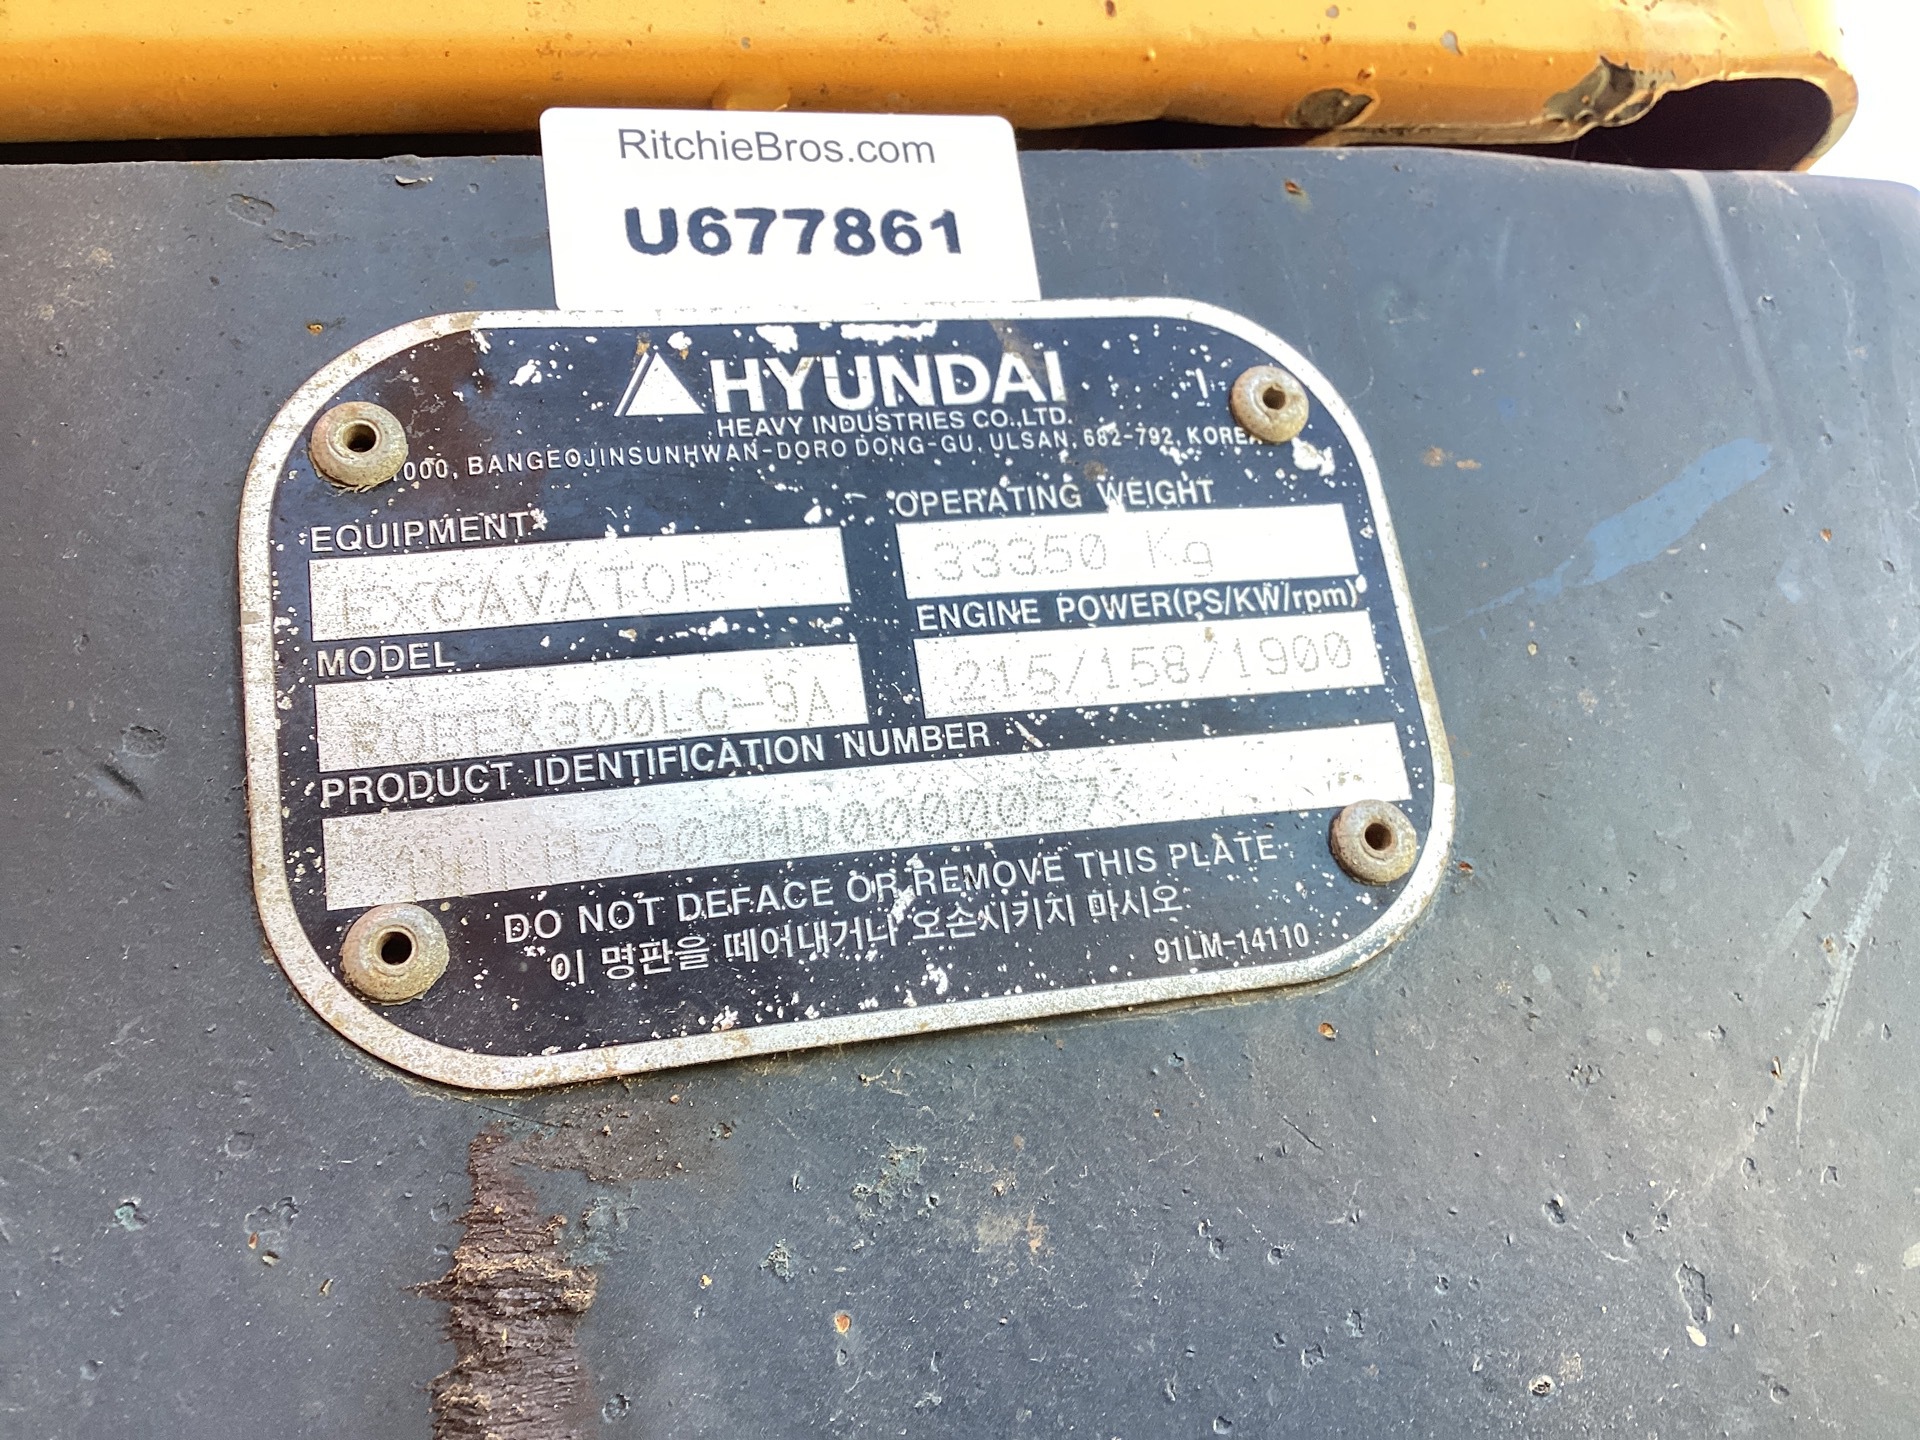 RitchieBros.com
U677861
HYUNDAI
HEAVY INDUSTRIES CO.,LTD.
1000, BANGEOJINSUNHWAN-DORO DONG-GU, ULSAN, 682-792, KOREA
EQUIPMENT
EXCAVATOR
OPERATING WEIGHT
33350 Kg
MODEL
ROBEX300LC-9A
ENGINE POWER(PS/KW/rpm)
215/158/1900
PRODUCT IDENTIFICATION NUMBER
DO NOT DEFACE OR REMOVE THIS PLATE
이 명판을 떼어내거나 오손시키지 마시오
91LM-14110